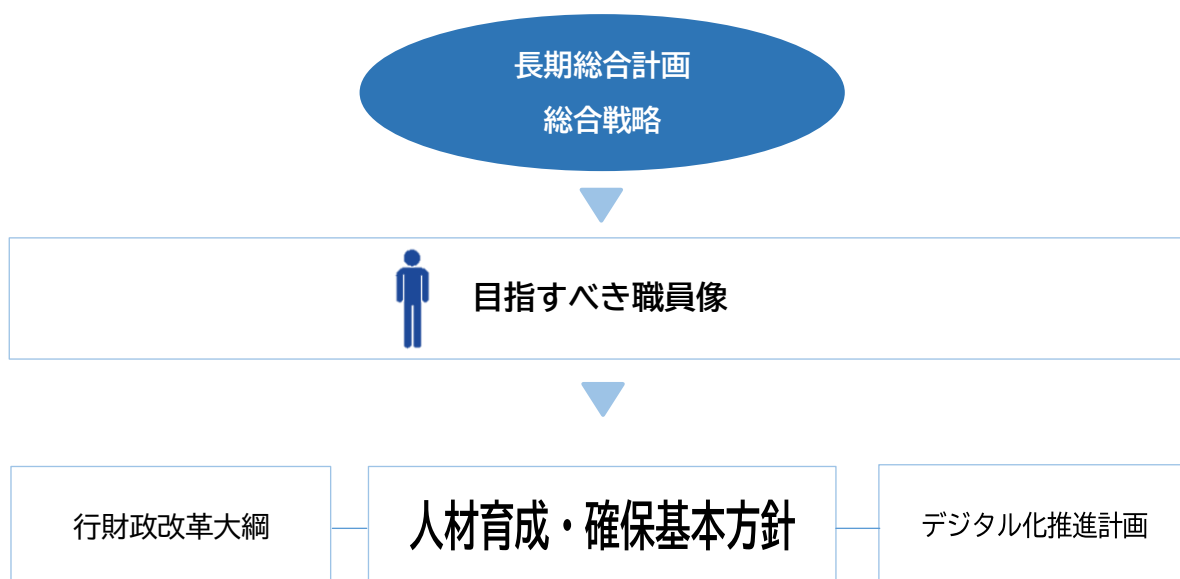 長期総合計画
総合戦略
目指すべき職員像
行財政改革大綱
人材育成・確保基本方針
デジタル化推進計画